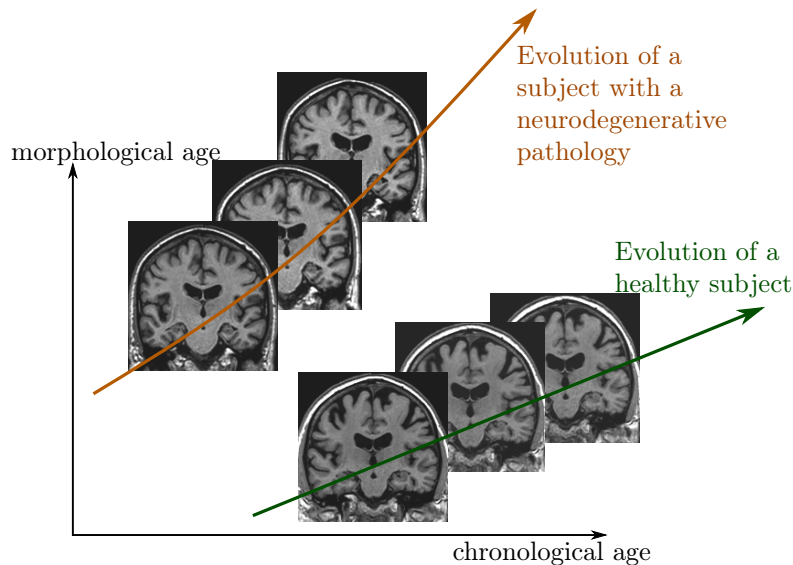 Evolution of a
subject with a
neurodegenerative
pathology
morphological age
Evolution of a
healthy subject
chronological age